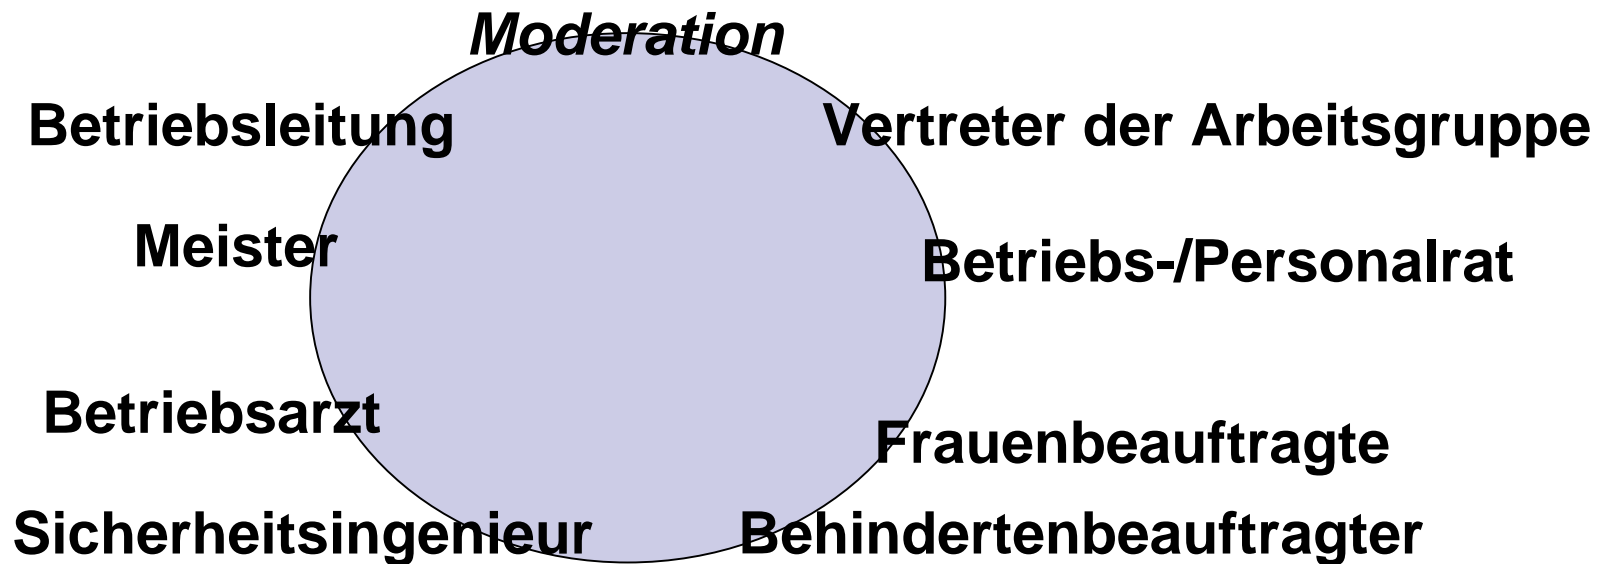 Moderation
Betriebsleitung
Vertreter der Arbeitsgruppe
Meister
Betriebs-/Personalrat
Betriebsarzt
Frauenbeauftragte
Sicherheitsingenieur
Behindertenbeauftragter